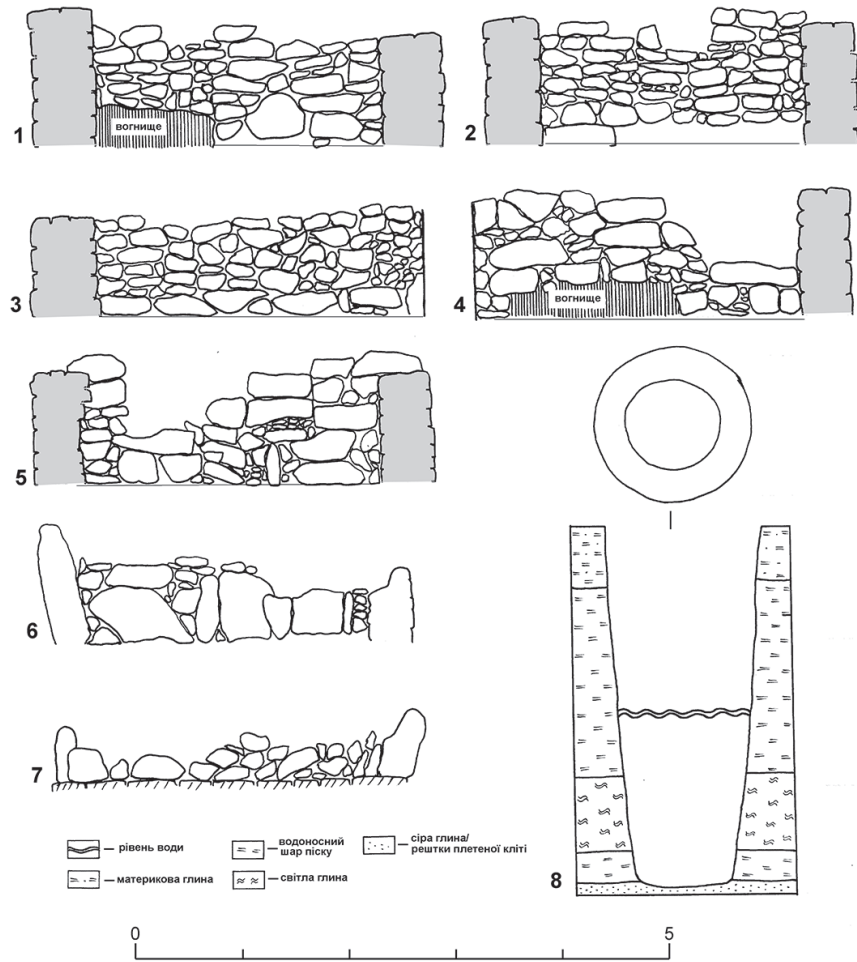 1
вогнище
2
3
4
вогнище
5
6
7
8
рівень води
материкова глина
водоносний
шар піску
світла глина
сіра глина/
рештки плетеної кліті
0
5